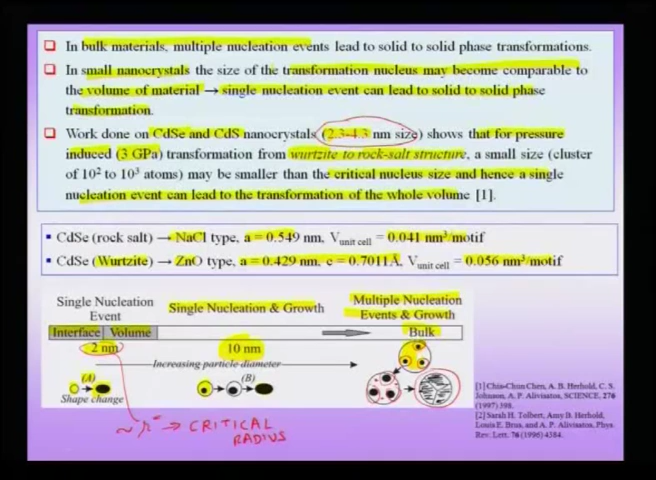 In bulk materials, multiple nucleation events lead to solid to solid phase transformations.
In small nanocrystals the size of the transformation nucleus may become comparable to
the volume of material → single nucleation event can lead to solid to solid phase
transformation.
Work done on CdSe and CdS nanocrystals (2.3-4.3 nm size) shows that for pressure
induced (3 GPa) transformation from wurtzite to rock-salt structure, a small size (cluster
of 10² to 10³ atoms) may be smaller than the critical nucleus size and hence a single
nucleation event can lead to the transformation of the whole volume [1].
CdSe (rock salt) → NaCl type, a = 0.549 nm, V unit cell = 0.041 nm³/motif
CdSe (Wurtzite) → ZnO type, a = 0.429 nm, c = 0.7011Å, V unit cell = 0.056 nm³/motif
Single Nucleation
Event
Single Nucleation & Growth
Multiple Nucleation
Events & Growth
Interface Volume
Bulk
2 nm
10 nm
Increasing particle diameter
(A)
(B)
Shape change
~ r* → CRITICAL
RADIUS
[1] Chia-Chun Chen, A. B. Herhold, C. S.
Johnson, A. P. Alivisatos, SCIENCE, 276
(1997) 398.
[2] Sarah H. Tolbert, Amy B. Herhold,
Louis E. Brus, and A. P. Alivisatos, Phys.
Rev. Lett. 76 (1996) 4384.